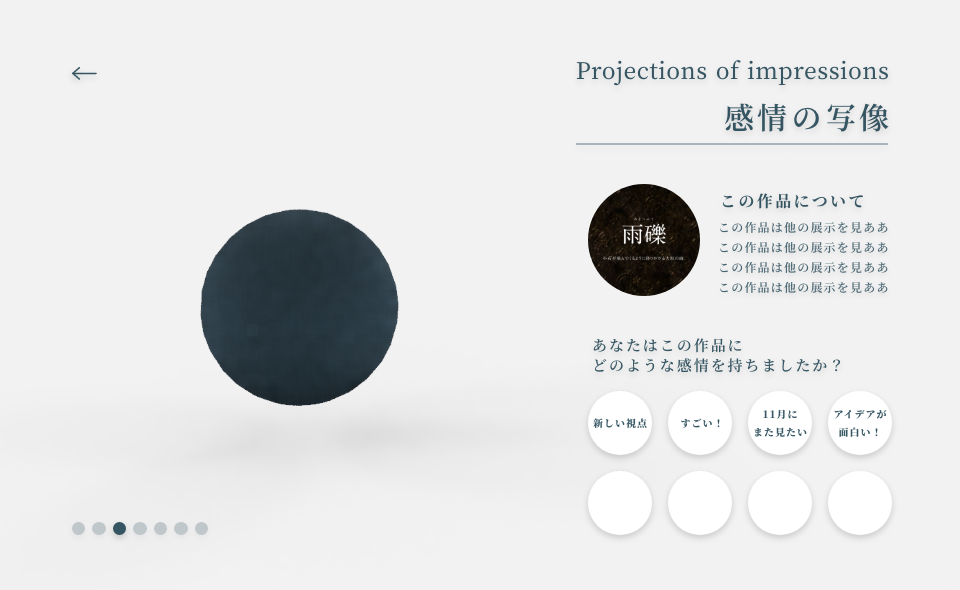 Projections of impressions
感情の写像
雨礫
この作品について
この作品は他の展示を見ああ
この作品は他の展示を見ああ
この作品は他の展示を見ああ
この作品は他の展示を見ああ
あなたはこの作品に
どのような感情を持ちましたか？
新しい視点
すごい！
11月に
また見たい
アイデアが
面白い！